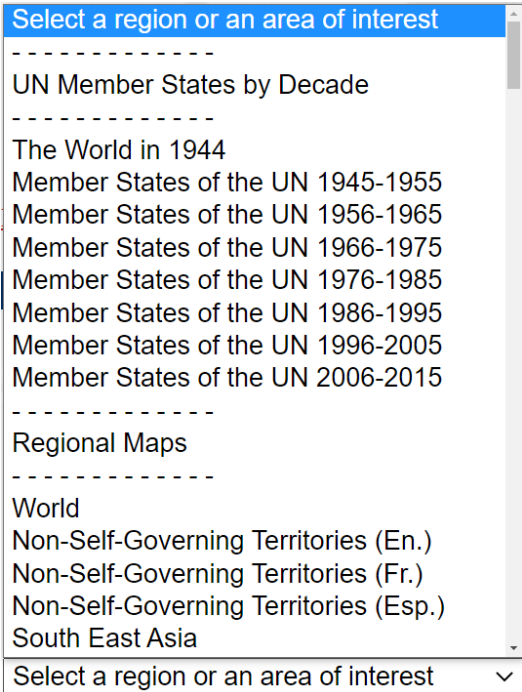 Select a region or an area of interest
- - - - - - - - - - - - -
UN Member States by Decade
- - - - - - - - - - - - -
The World in 1944
Member States of the UN 1945-1955
Member States of the UN 1956-1965
Member States of the UN 1966-1975
Member States of the UN 1976-1985
Member States of the UN 1986-1995
Member States of the UN 1996-2005
Member States of the UN 2006-2015
- - - - - - - - - - - - -
Regional Maps
- - - - - - - - - - - - -
World
Non-Self-Governing Territories (En.)
Non-Self-Governing Territories (Fr.)
Non-Self-Governing Territories (Esp.)
South East Asia
Select a region or an area of interest